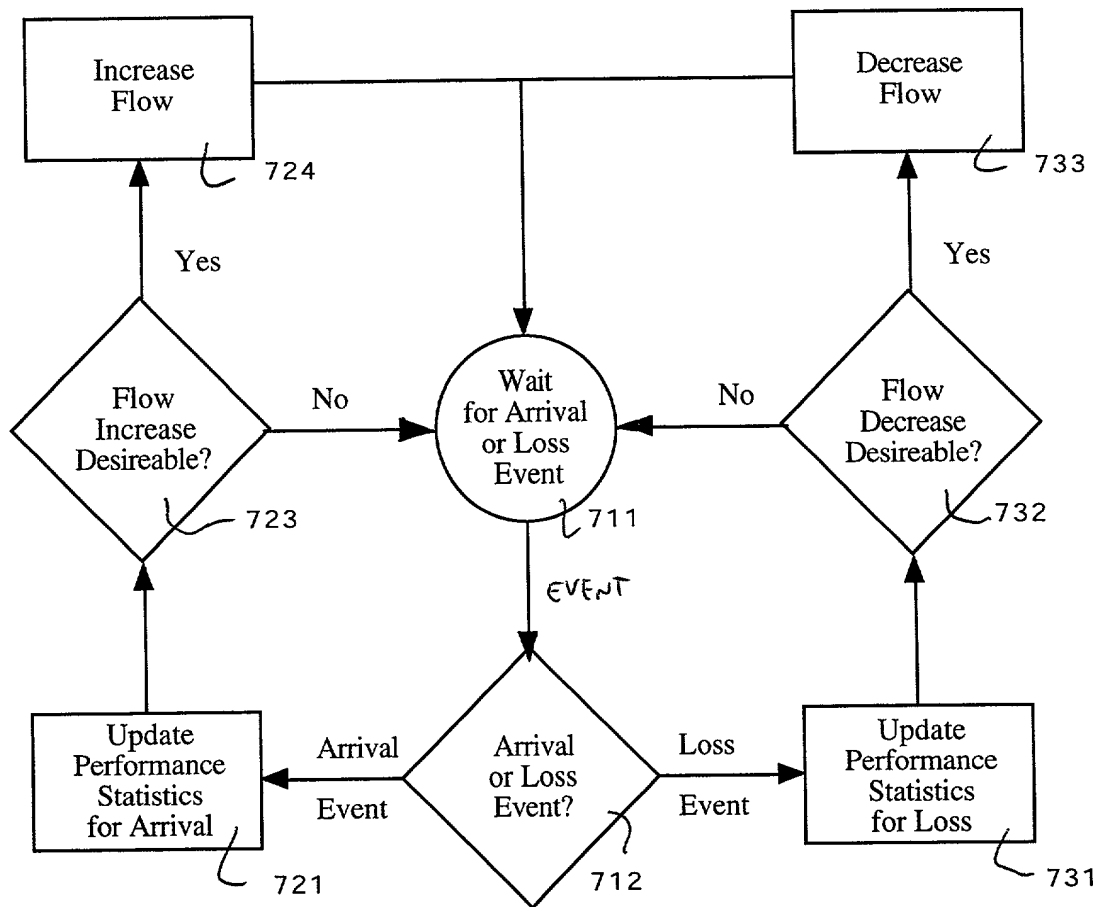 Increase
Flow
724
Decrease
Flow
733
Yes
Yes
Flow
Increase
Desireable?
723
No
Wait
for Arrival
or Loss
Event
711
No
Flow
Decrease
Desireable?
732
EVENT
Update
Performance
Statistics
for Arrival
721
Arrival
Event
Arrival
or Loss
Event?
712
Loss
Event
Update
Performance
Statistics
for Loss
731